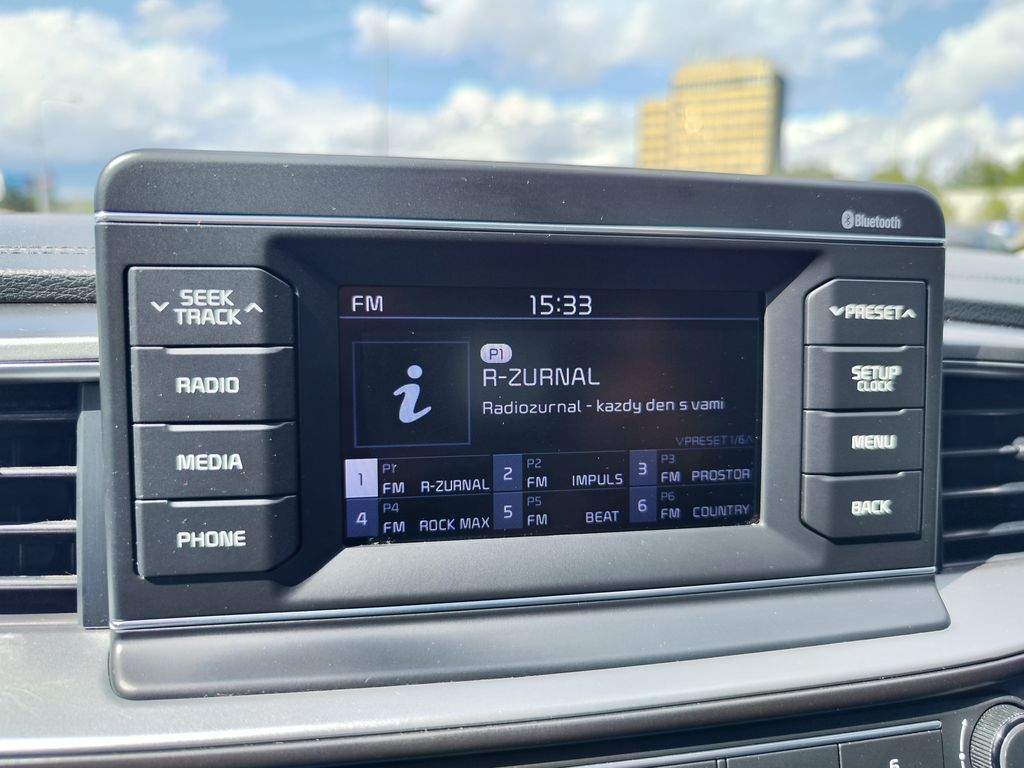 Bluetooth
SEEK
TRACK
RADIO
MEDIA
PHONE
FM 15:33
P1
R-ZURNAL
Radiozurnal - kazdy den s vami
PRESET 1/6
1 P1 FM R-ZURNAL
2 P2 FM IMPULS
3 P3 FM PROSTOR
4 P4 FM ROCK MAX
5 P5 FM BEAT
6 P6 FM COUNTRY
PRESET
SETUP
CLOCK
MENU
BACK
6